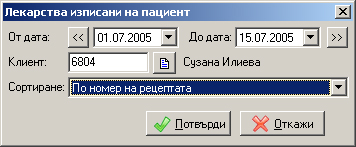 Лекарства изписани на пациент
От дата: << 01.07.2005 До дата: 15.07.2005 >>
Клиент: 6804 Сузана Илиева
Сортиране: По номер на рецептата
Потвърди Откажи